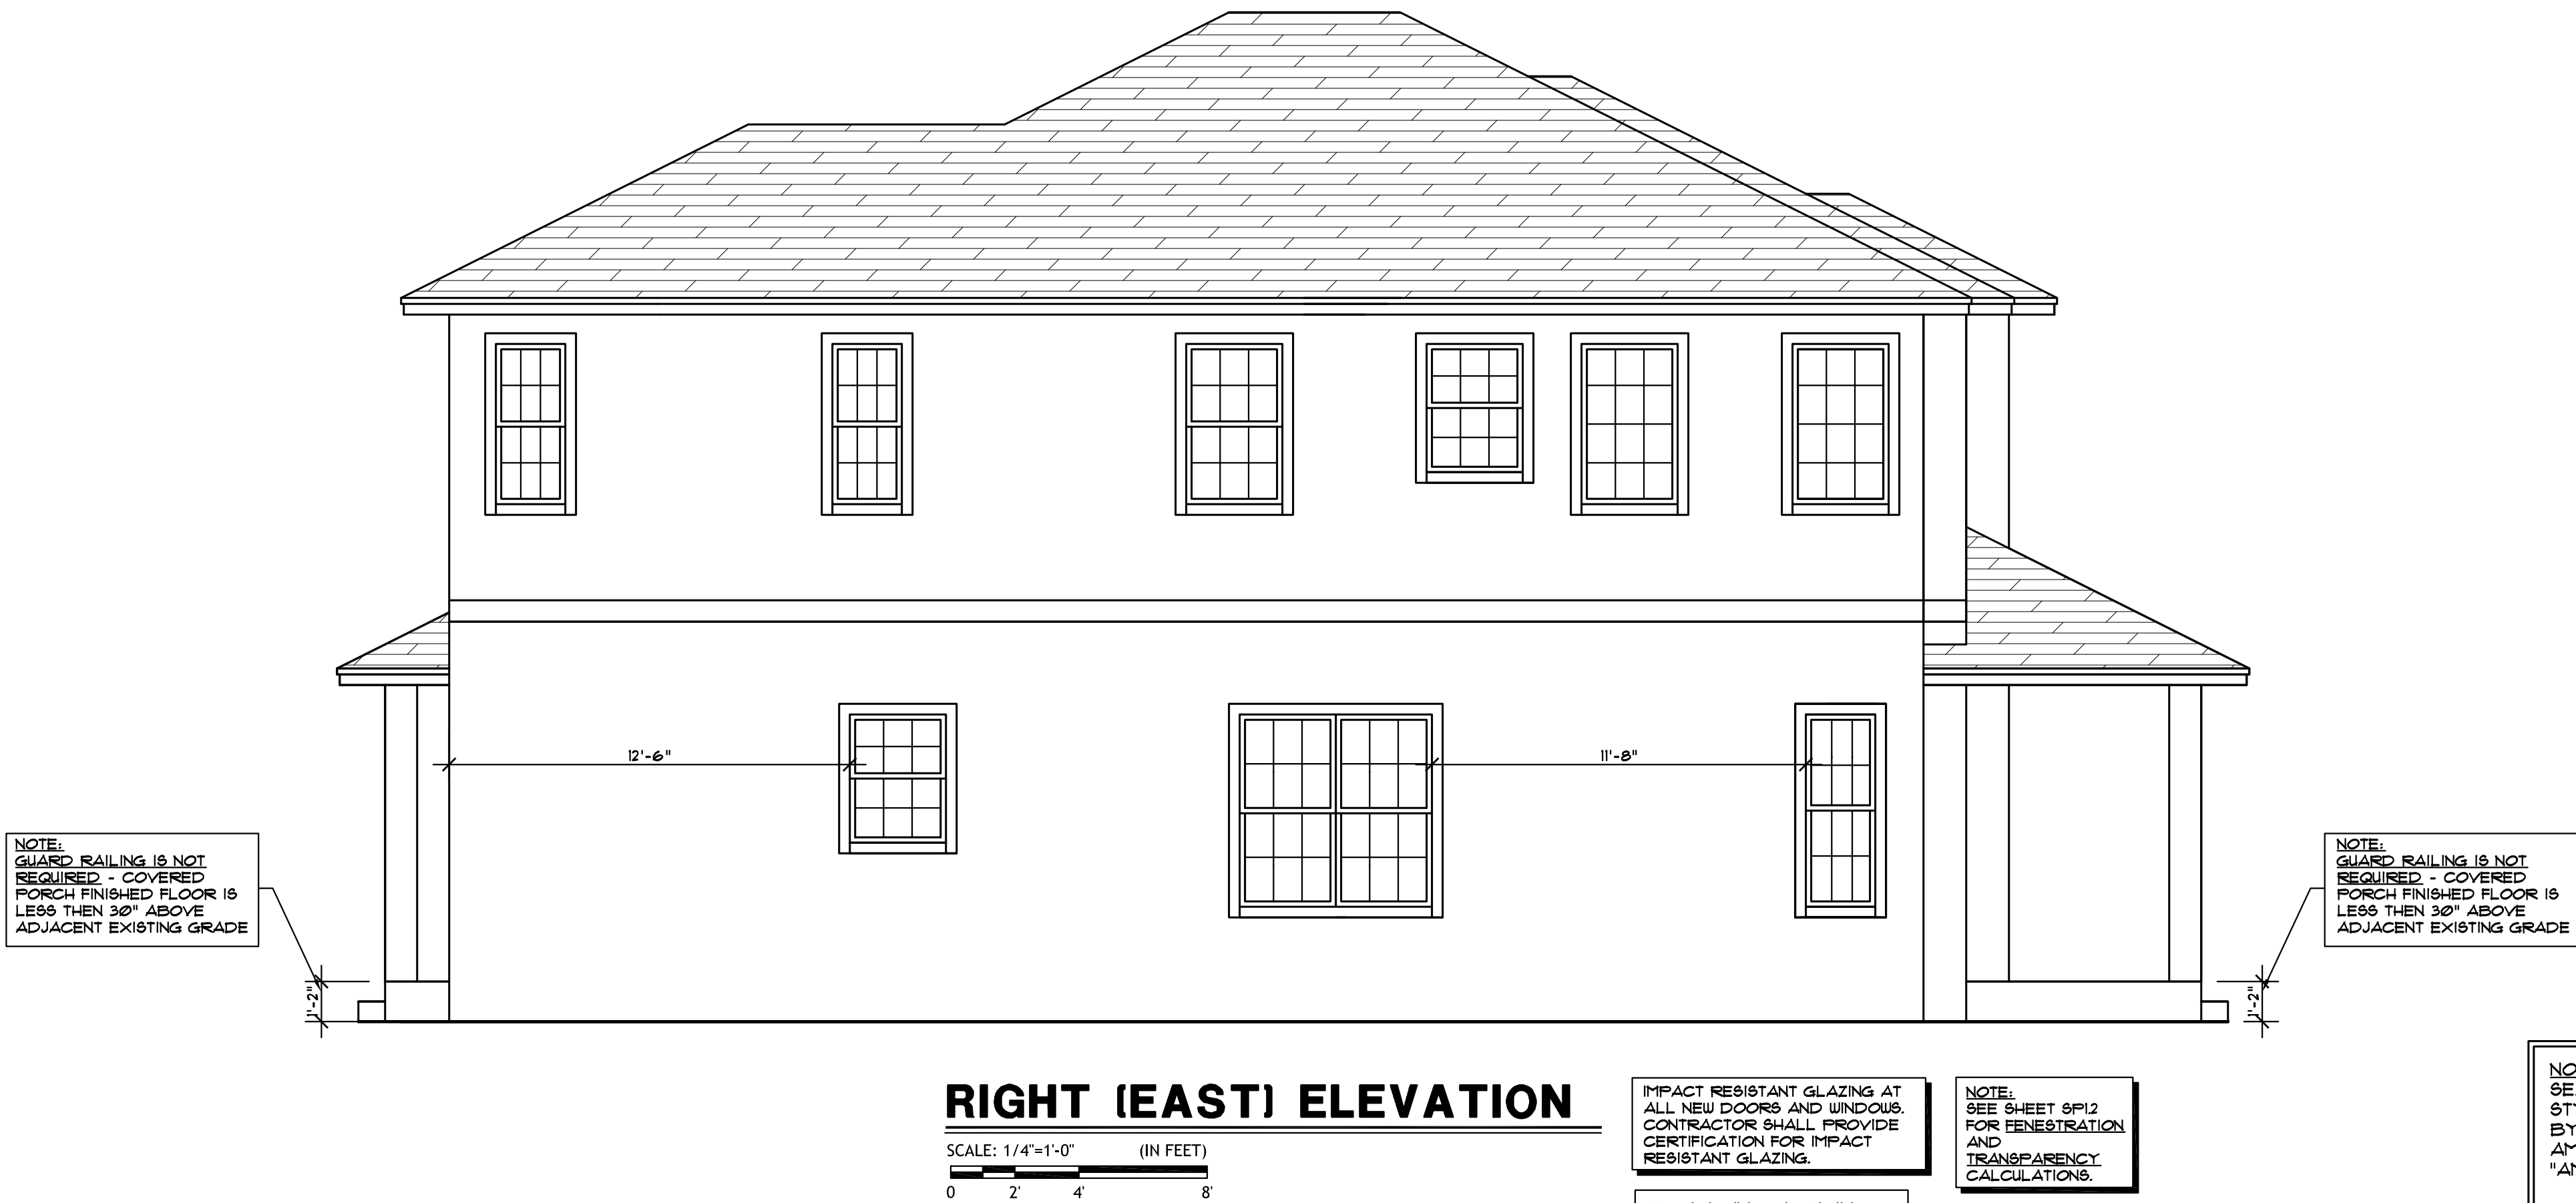 12'-6"
11'-8"
NOTE:
GUARD RAILING IS NOT
REQUIRED - COVERED
PORCH FINISHED FLOOR IS
LESS THEN 30" ABOVE
ADJACENT EXISTING GRADE
1'-2"
NOTE:
GUARD RAILING IS NOT
REQUIRED - COVERED
PORCH FINISHED FLOOR IS
LESS THEN 30" ABOVE
ADJACENT EXISTING GRADE
1'-2"
RIGHT (EAST) ELEVATION
SCALE: 1/4"=1'-0" (IN FEET)
0 2' 4' 8'
IMPACT RESISTANT GLAZING AT
ALL NEW DOORS AND WINDOWS.
CONTRACTOR SHALL PROVIDE
CERTIFICATION FOR IMPACT
RESISTANT GLAZING.
NOTE:
SEE SHEET SP1.2
FOR FENESTRATION
AND
TRANSPARENCY
CALCULATIONS.